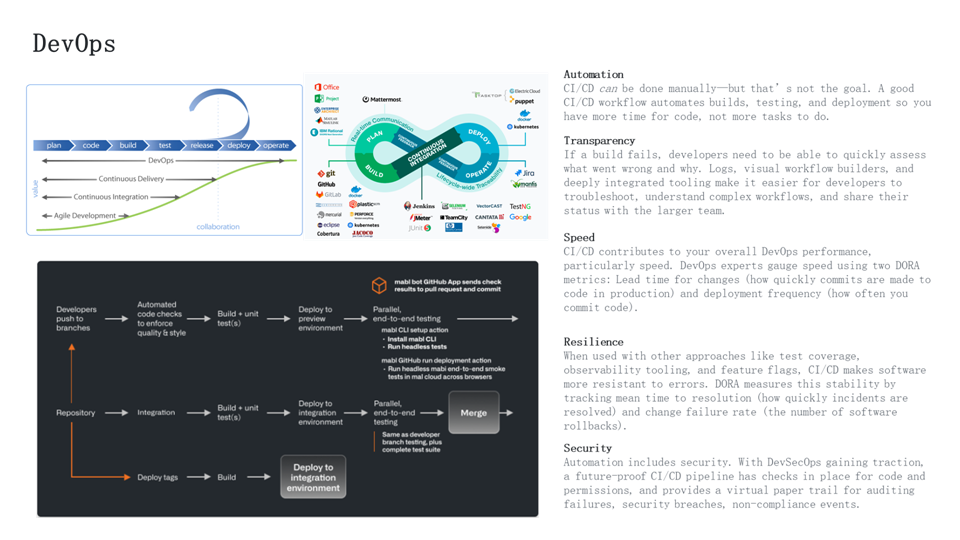 DevOps
plan
code
build
test
release
deploy
operate
DevOps
Continuous Delivery
Continuous Integration
Agile Development
value
collaboration
Office
Project
Mattermost
TASKTOP
ElectricCloud
puppet
docker
kubernetes
Real-time Communication
PLAN
BUILD
CONTINUOUS INTEGRATION
DEPLOY
OPERATE
Lifecycle-wide Traceability
git
GitHub
GitLab
docker
plastic
mercurial
PERFORCE
eclipse
kubernetes
Cobertura
JACOCO
Jenkins
SELENIUM
VectorCAST
TestNG
JMeter
TeamCity
CANTATA
Google
JUnit
Jira
mabl bot GitHub App sends check
results to pull request and commit
Developers
push to
branches
Automated
code checks
to enforce
quality & style
Build + unit
test(s)
Deploy to
preview
environment
Parallel,
end-to-end testing
mabl CLI setup action
• Install mabl CLI
• Run headless tests
mabl GitHub run deployment action
• Run headless mabi end-to-end smoke
tests in mal cloud across browsers
Repository
Integration
Build + unit
test(s)
Deploy to
integration
environment
Parallel,
end-to-end
testing
Merge
Same as developer
branch testing, plus
complete test suite
Deploy tags
Build
Deploy to
integration
environment
Automation
CI/CD can be done manually—but that's not the goal. A good
CI/CD workflow automates builds, testing, and deployment so you
have more time for code, not more tasks to do.
Transparency
If a build fails, developers need to be able to quickly assess
what went wrong and why. Logs, visual workflow builders, and
deeply integrated tooling make it easier for developers to
troubleshoot, understand complex workflows, and share their
status with the larger team.
Speed
CI/CD contributes to your overall DevOps performance,
particularly speed. DevOps experts gauge speed using two DORA
metrics: Lead time for changes (how quickly commits are made to
code in production) and deployment frequency (how often you
commit code).
Resilience
When used with other approaches like test coverage,
observability tooling, and feature flags, CI/CD makes software
more resistant to errors. DORA measures this stability by
tracking mean time to resolution (how quickly incidents are
resolved) and change failure rate (the number of software
rollbacks).
Security
Automation includes security. With DevSecOps gaining traction,
a future-proof CI/CD pipeline has checks in place for code and
permissions, and provides a virtual paper trail for auditing
failures, security breaches, non-compliance events.